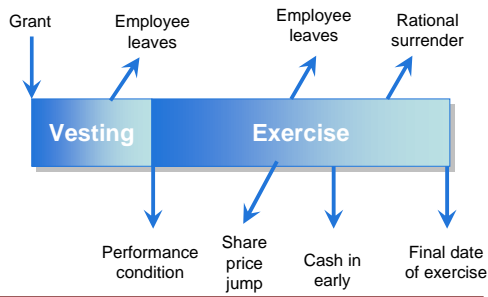 Grant
Employee
leaves
Employee
leaves
Rational
surrender
Vesting
Exercise
Performance
condition
Share
price
jump
Cash in
early
Final date
of exercise